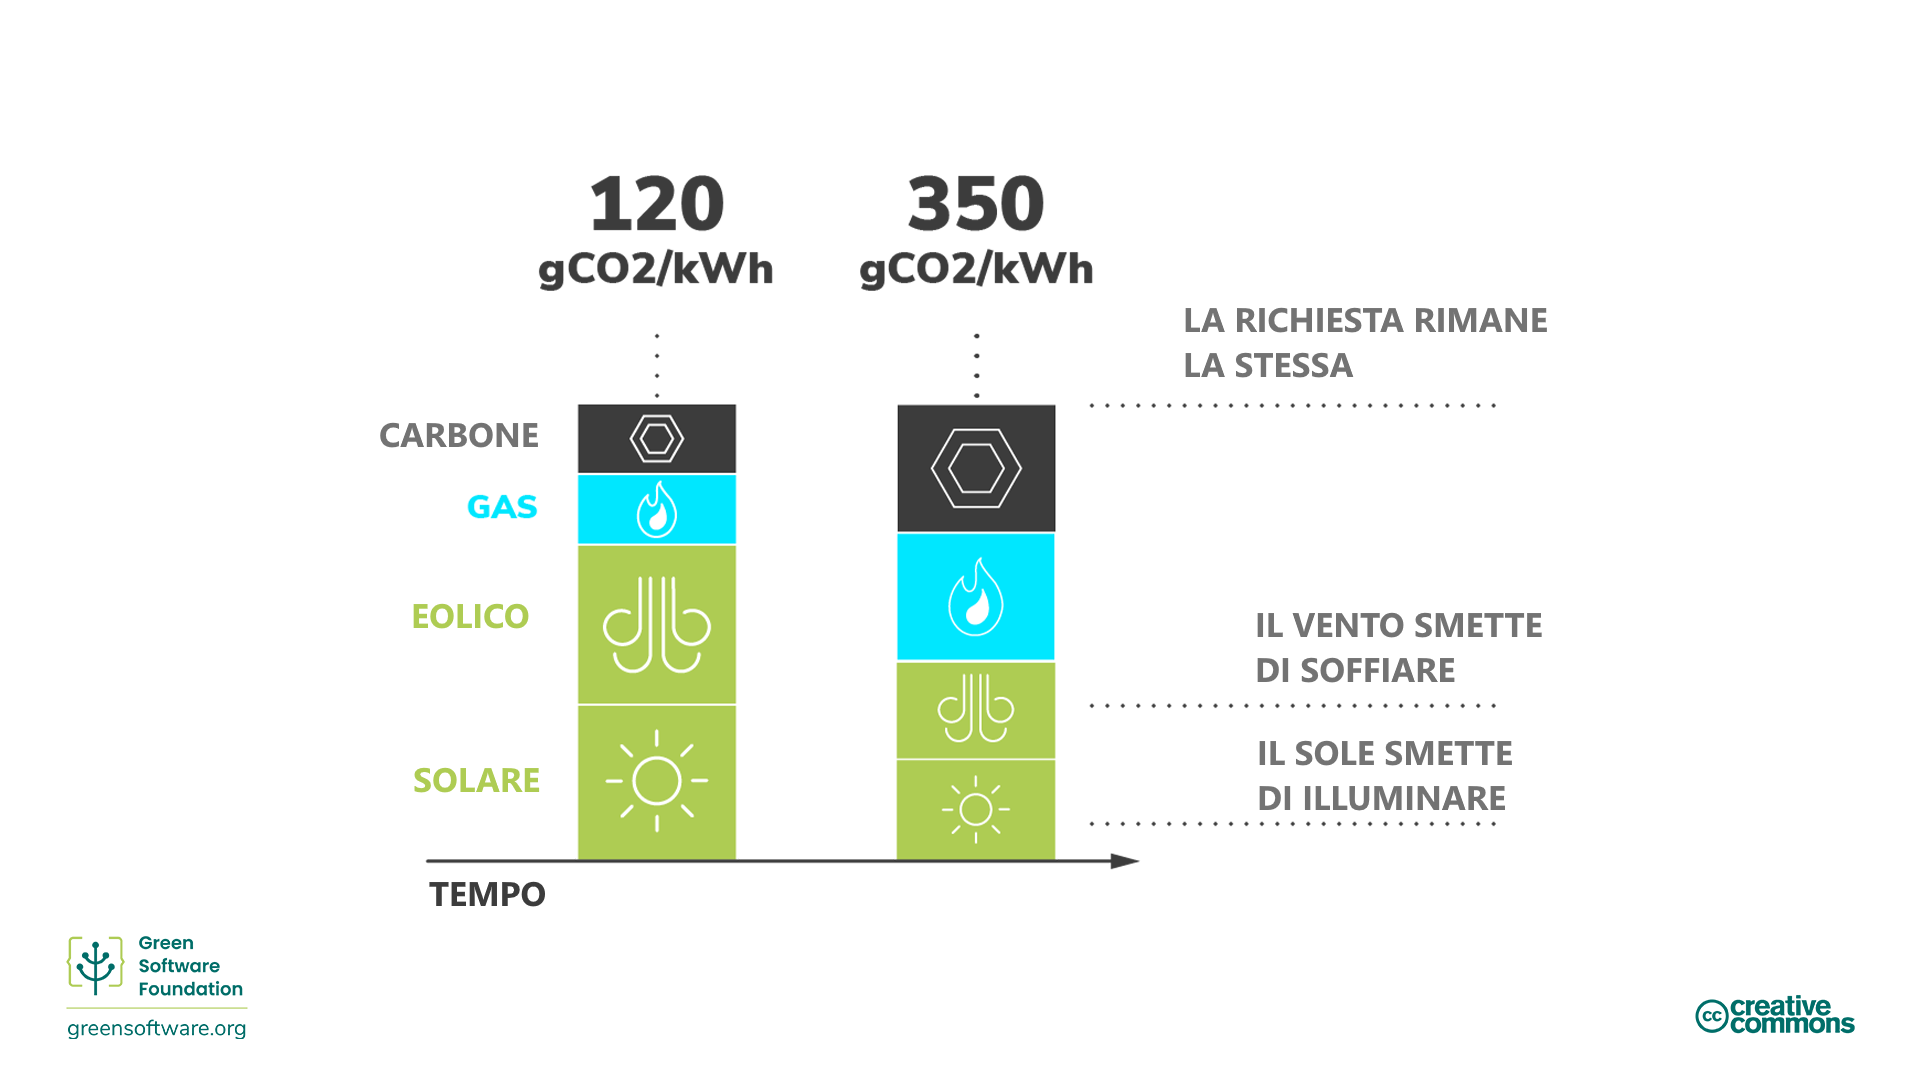 120
gCO2/kWh
350
gCO2/kWh
LA RICHIESTA RIMANE
LA STESSA
CARBONE
GAS
EOLICO
SOLARE
IL VENTO SMETTE
DI SOFFIARE
IL SOLE SMETTE
DI ILLUMINARE
TEMPO
Green
Software
Foundation
greensoftware.org
cc creative
commons